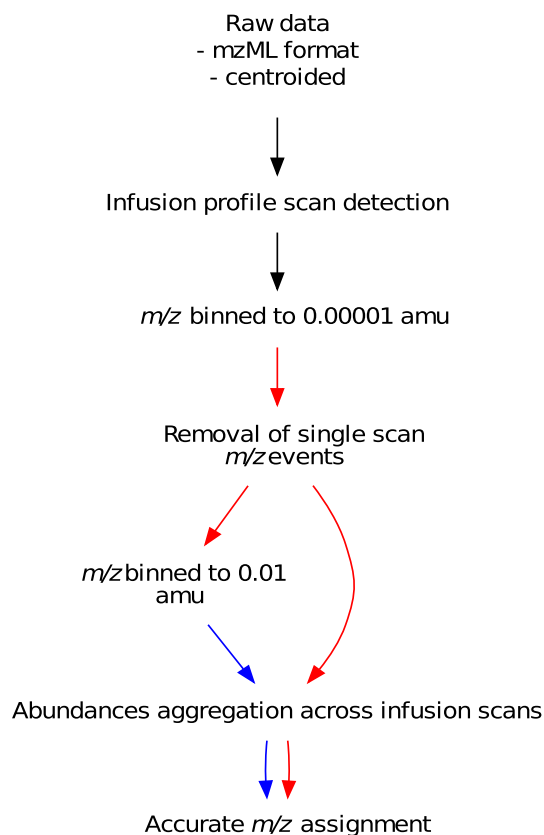 Raw data
- mzML format
- centroided
Infusion profile scan detection
m/z binned to 0.00001 amu
Removal of single scan
m/z events
m/z binned to 0.01
amu
Abundances aggregation across infusion scans
Accurate m/z assignment